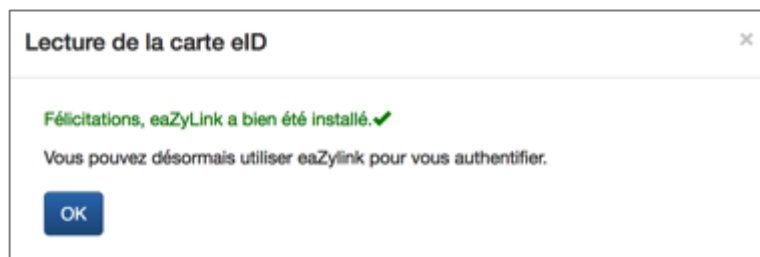 Lecture de la carte eID
×
Félicitations, eaZyLink a bien été installé.✔
Vous pouvez désormais utiliser eaZylink pour vous authentifier.
OK